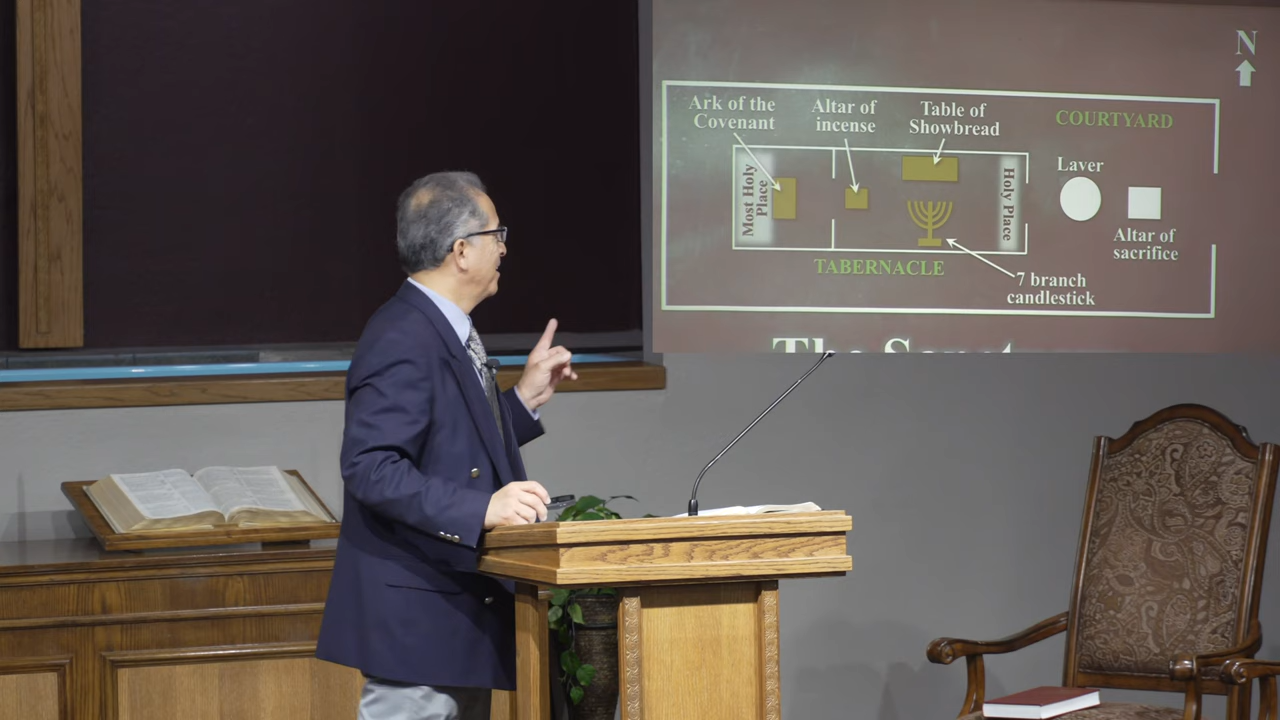 N
Ark of the
Covenant
Altar of
incense
Table of
Showbread
COURTYARD
Laver
Most Holy
Place
Holy Place
Altar of
sacrifice
TABERNACLE
7 branch
candlestick
The